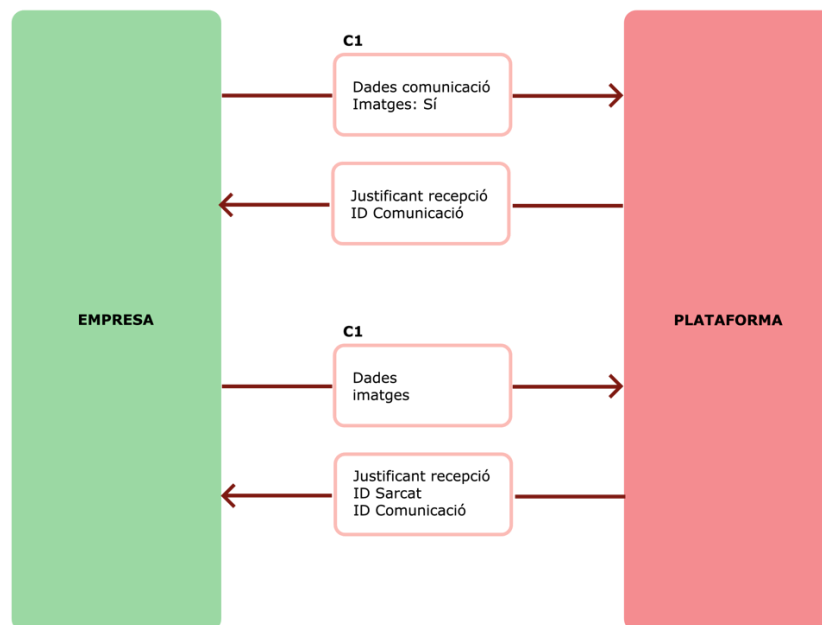 C1
Dades comunicació
Imatges: Sí
Justificant recepció
ID Comunicació
EMPRESA
PLATAFORMA
C1
Dades
imatges
Justificant recepció
ID Sarcat
ID Comunicació